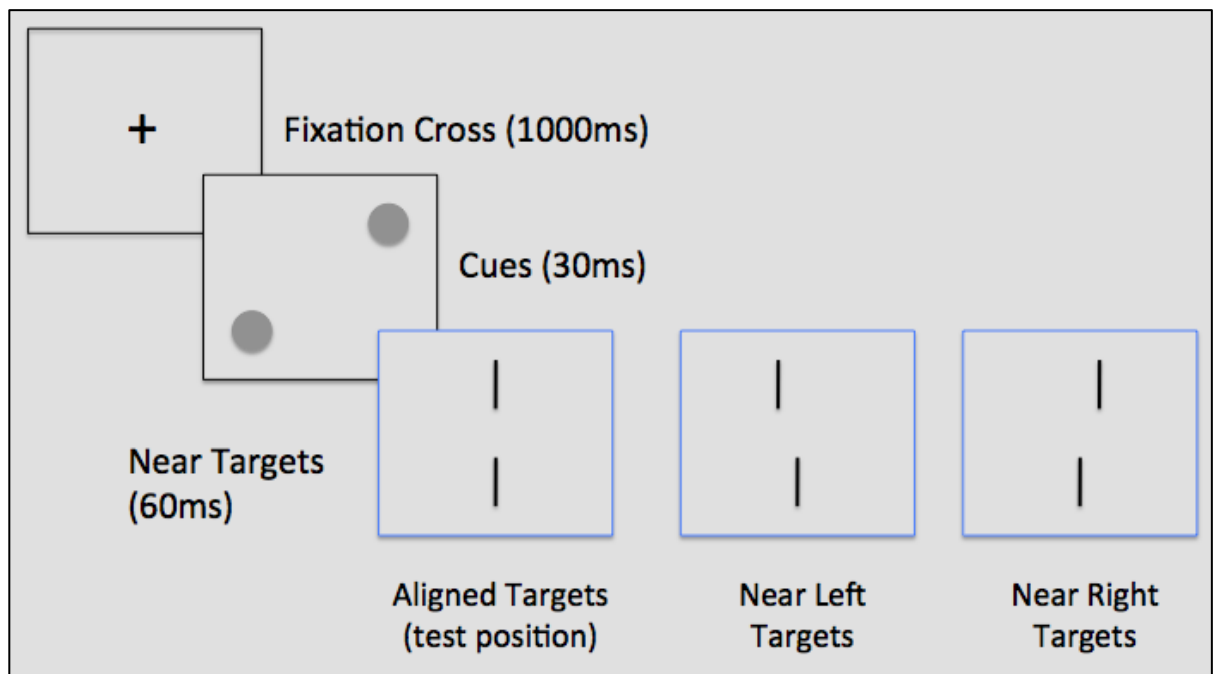 Fixation Cross (1000ms)
Cues (30ms)
Near Targets
(60ms)
Aligned Targets
(test position)
Near Left
Targets
Near Right
Targets